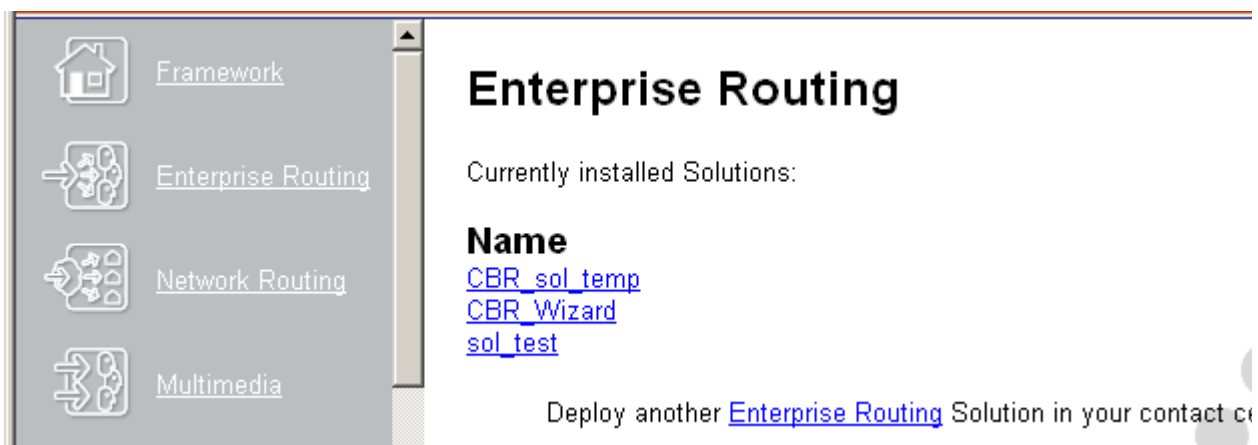 Framework
Enterprise Routing
Network Routing
Multimedia
Enterprise Routing
Currently installed Solutions:
Name
CBR_sol_temp
CBR_Wizard
sol_test
Deploy another Enterprise Routing Solution in your contact